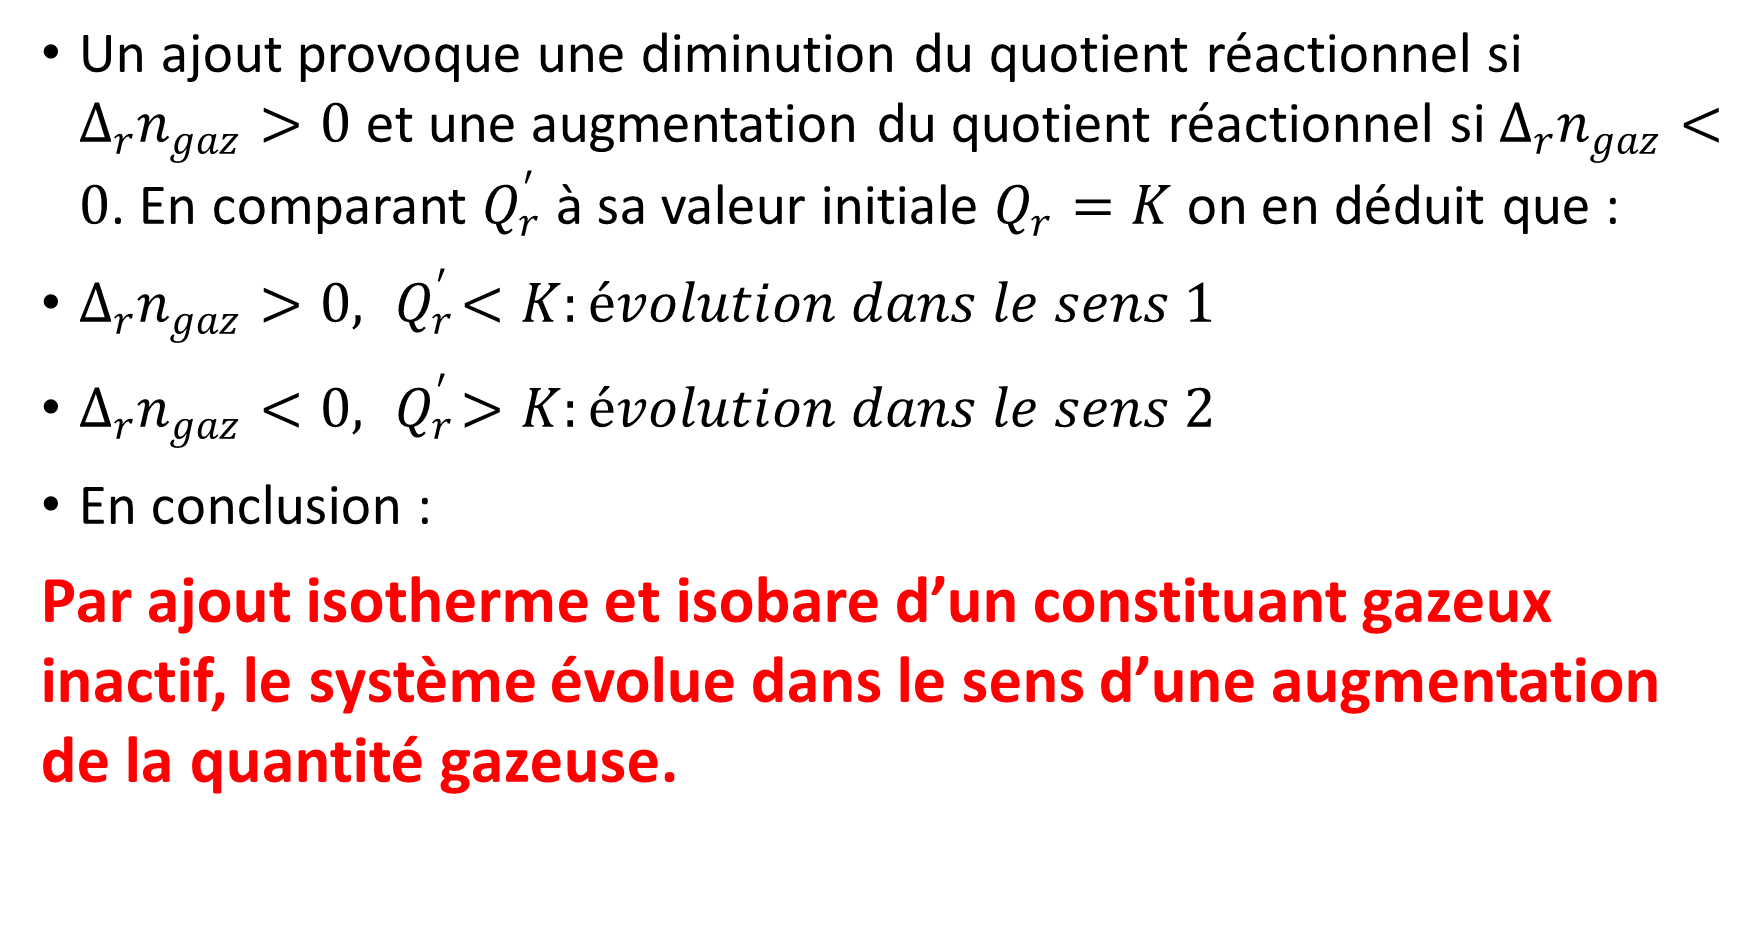 • Un ajout provoque une diminution du quotient réactionnel si
Δ_r n_gaz > 0 et une augmentation du quotient réactionnel si Δ_r n_gaz <
0. En comparant Q_r′ à sa valeur initiale Q_r = K on en déduit que :
• Δ_r n_gaz > 0, Q_r′ < K: évolution dans le sens 1
• Δ_r n_gaz < 0, Q_r′ > K: évolution dans le sens 2
• En conclusion :
Par ajout isotherme et isobare d’un constituant gazeux
inactif, le système évolue dans le sens d’une augmentation
de la quantité gazeuse.